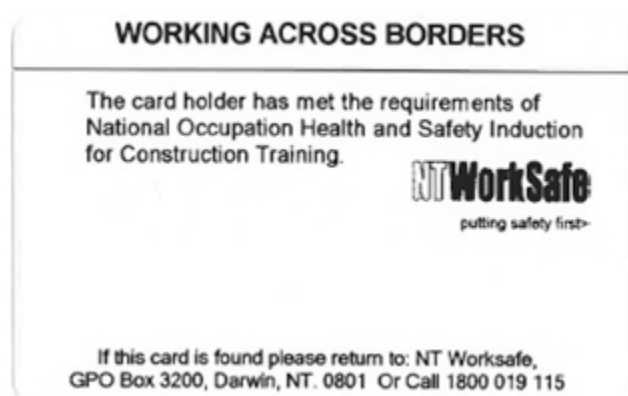 WORKING ACROSS BORDERS
The card holder has met the requirements of
National Occupation Health and Safety Induction
for Construction Training.
NTWorkSafe
putting safety first>
If this card is found please return to: NT Worksafe,
GPO Box 3200, Darwin, NT. 0801 Or Call 1800 019 115